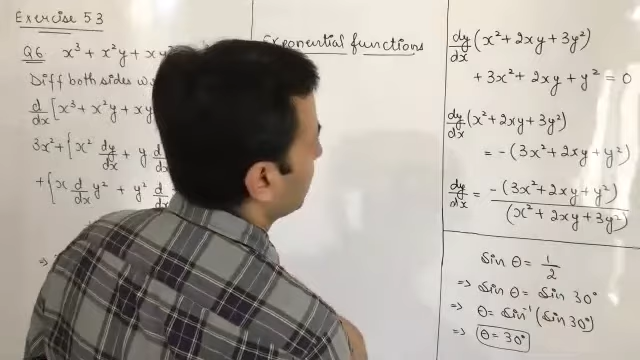 Exercise 5.3
Q6. x³ + x²y + xy²
Diff both sides w.
d/dx [x³ + x²y + xy
3x² + {x² dy/dx + y d
+ {x d/dx y² + y² d
⇒
Exponential functions
dy/dx (x² + 2xy + 3y²)
+ 3x² + 2xy + y² = 0
dy/dx (x² + 2xy + 3y²)
= - (3x² + 2xy + y²)
dy/dx = - (3x² + 2xy + y²) / (x² + 2xy + 3y²)
Sin θ = 1/2
⇒ Sin θ = Sin 30°
⇒ θ = Sin⁻¹ (Sin 30°)
⇒ θ = 30°